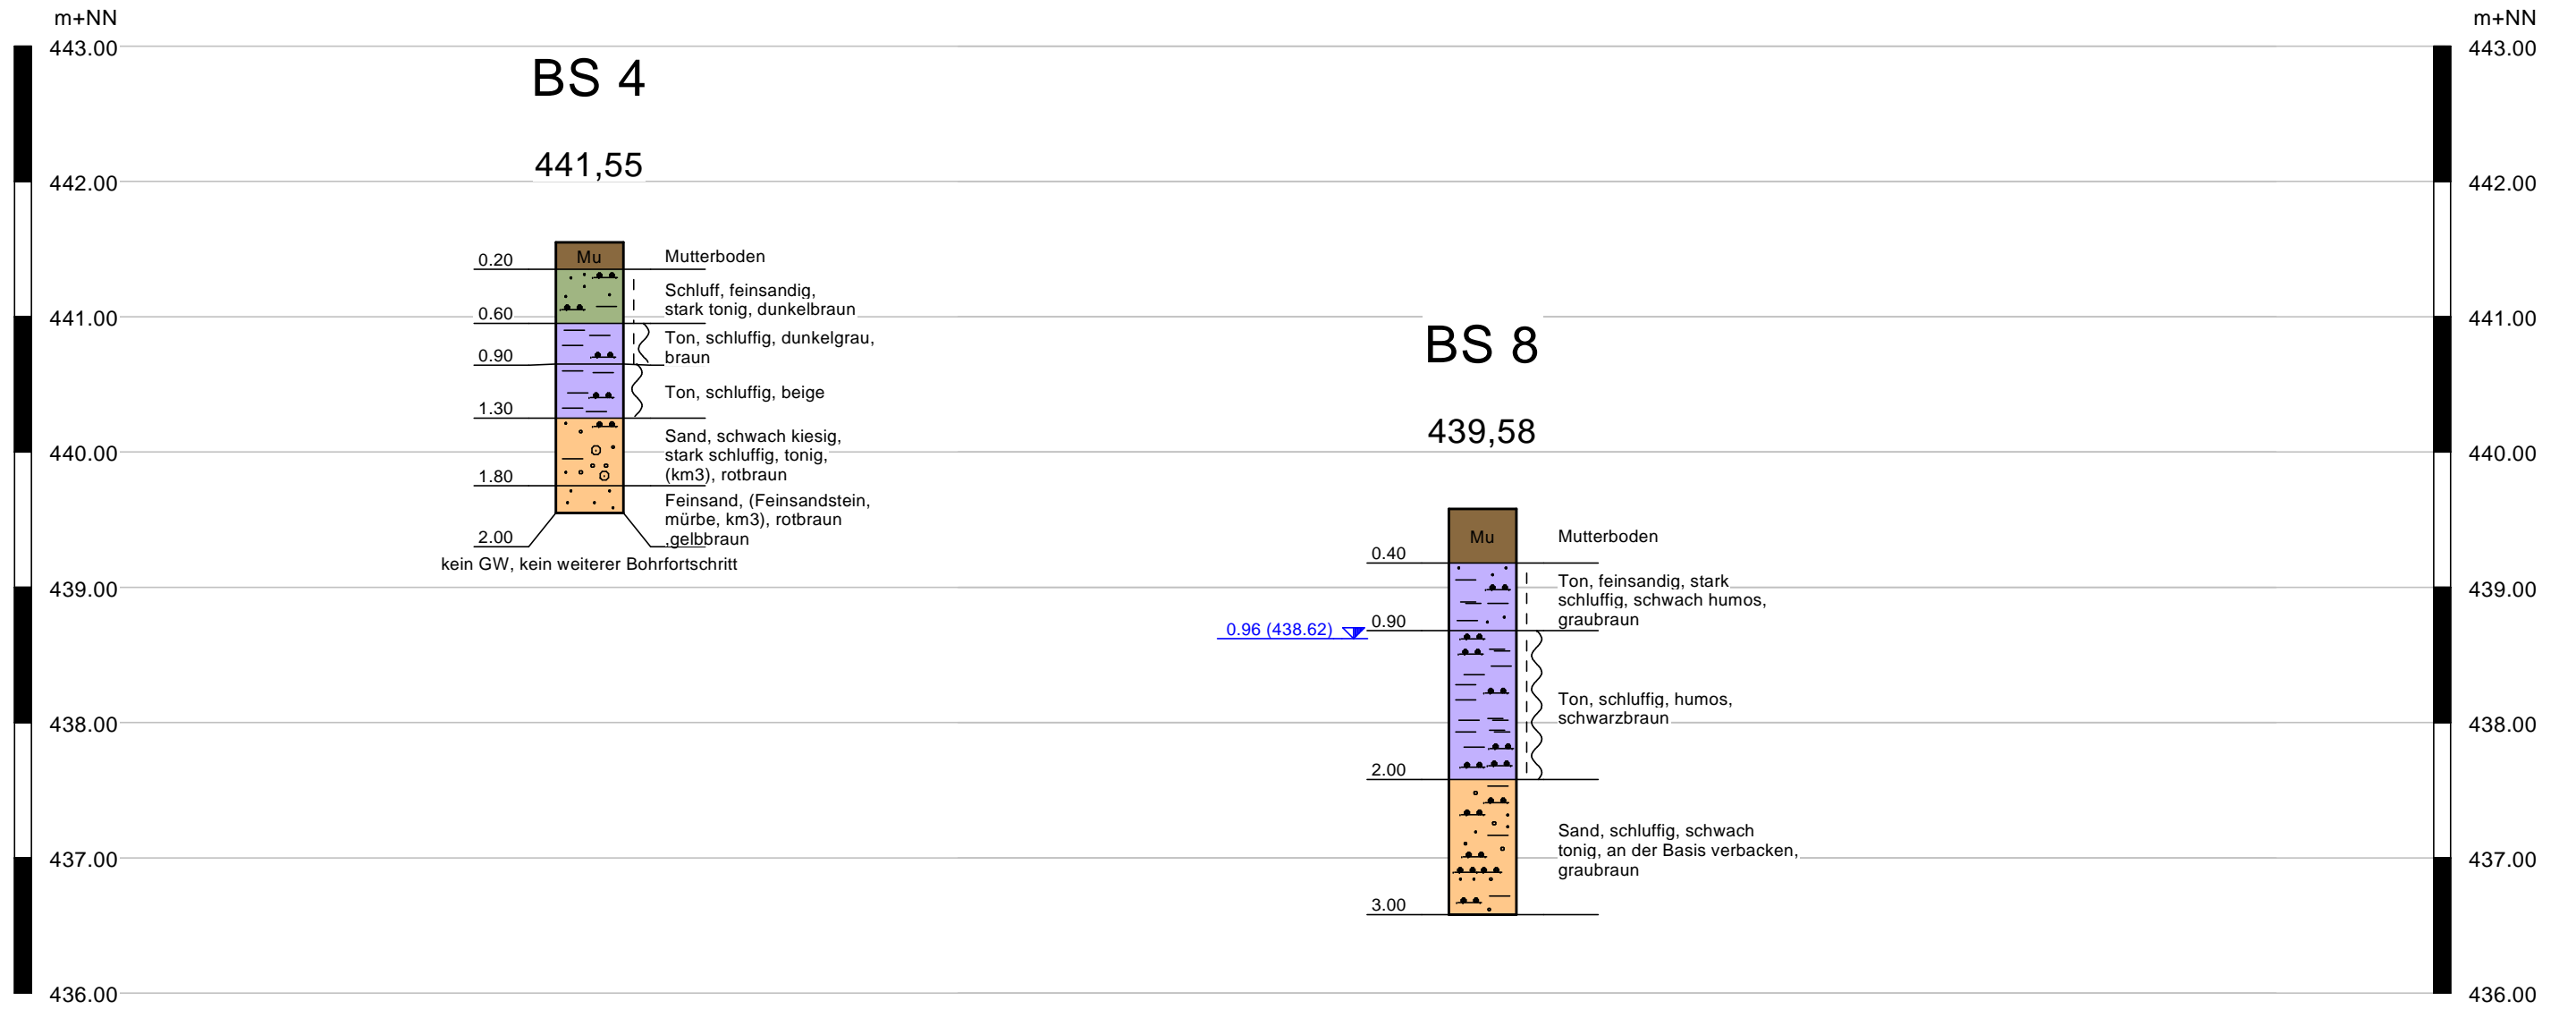 m+NN
443.00
442.00
441.00
440.00
439.00
438.00
437.00
436.00
BS 4
441,55
Mu
0.20
0.60
0.90
1.30
1.80
2.00
Mutterboden
Schluff, feinsandig,
stark tonig, dunkelbraun
Ton, schluffig, dunkelgrau,
braun
Ton, schluffig, beige
Sand, schwach kiesig,
stark schluffig, tonig,
(km3), rotbraun
Feinsand, (Feinsandstein,
mürbe, km3), rotbraun
,gelbbraun
kein GW, kein weiterer Bohrfortschritt
BS 8
439,58
Mu
0.40
0.96 (438.62)
0.90
2.00
3.00
Mutterboden
Ton, feinsandig, stark
schluffig, schwach humos,
graubraun
Ton, schluffig, humos,
schwarzbraun
Sand, schluffig, schwach
tonig, an der Basis verbacken,
graubraun
m+NN
443.00
442.00
441.00
440.00
439.00
438.00
437.00
436.00